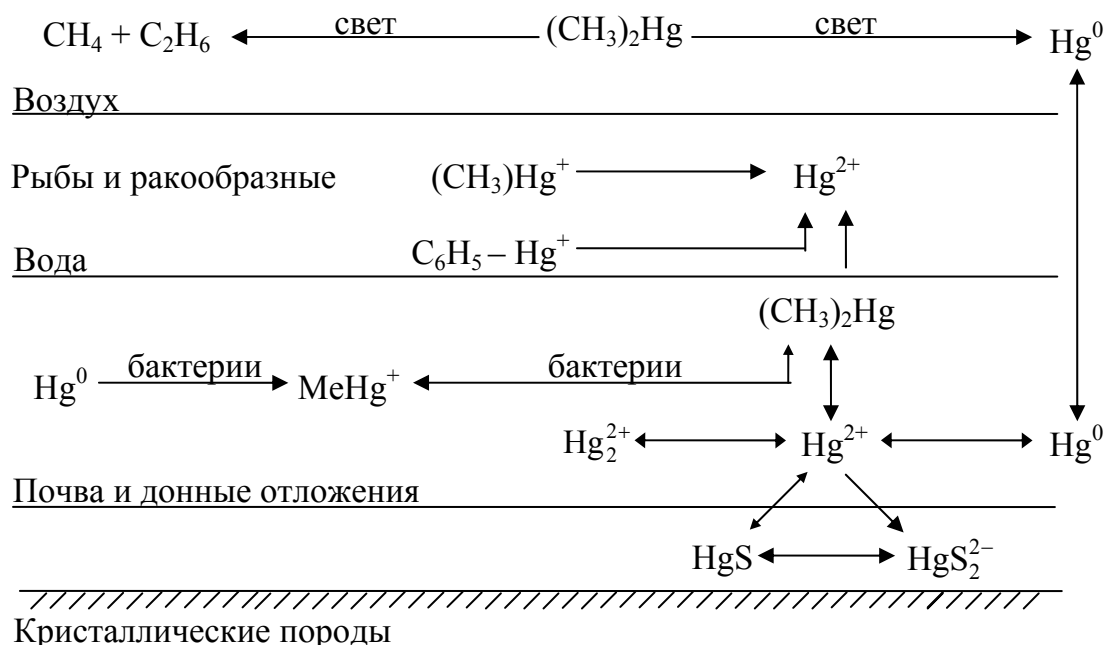 CH₄ + C₂H₆ свет (CH₃)₂Hg свет Hg⁰
Воздух
Рыбы и ракообразные (CH₃)Hg⁺ Hg²⁺
C₆H₅ – Hg⁺
Вода
(CH₃)₂Hg
Hg⁰ бактерии MeHg⁺ бактерии
Hg₂²⁺ Hg²⁺ Hg⁰
Почва и донные отложения
HgS HgS₂²⁻
Кристаллические породы